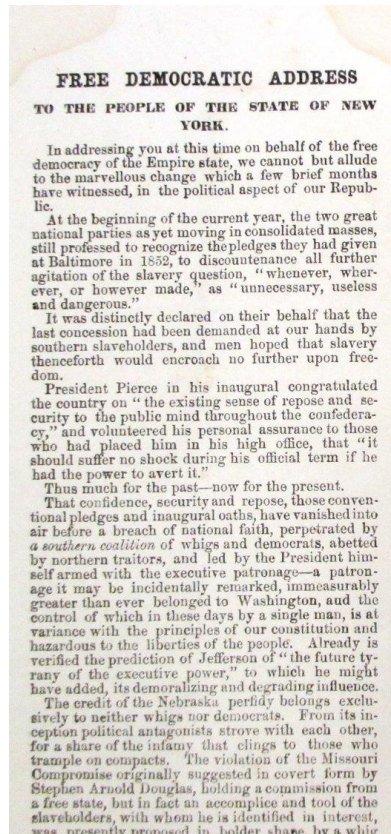 FREE DEMOCRATIC ADDRESS
TO THE PEOPLE OF THE STATE OF NEW
YORK.
In addressing you at this time on behalf of the free
democracy of the Empire state, we cannot but allude
to the marvellous change which a few brief months
have witnessed, in the political aspect of our Repub-
lic.
At the beginning of the current year, the two great
national parties as yet moving in consolidated masses,
still professed to recognize the pledges they had given
at Baltimore in 1852, to discountenance all further
agitation of the slavery question, "whenever, wher-
ever, or however made," as "unnecessary, useless
and dangerous."
It was distinctly declared on their behalf that the
last concession had been demanded at our hands by
southern slaveholders, and men hoped that slavery
thenceforth would encroach no further upon free-
dom.
President Pierce in his inaugural congratulated
the country on "the existing sense of repose and se-
curity to the public mind throughout the confedera-
cy," and volunteered his personal assurance to those
who had placed him in his high office, that "it
should suffer no shock during his official term if he
had the power to avert it."
Thus much for the past—now for the present.
That confidence, security and repose, those conven-
tional pledges and inaugural oaths, have vanished into
air before a breach of national faith, perpetrated by
a southern coalition of whigs and democrats, abetted
by northern traitors, and led by the President him-
self armed with the executive patronage—a patron-
age it may be incidentally remarked, immeasurably
greater than ever belonged to Washington, aud the
control of which in these days by a single man, is at
variance with the principles of our constitution and
hazardous to the liberties of the people. Already is
verified the prediction of Jefferson of "the future ty-
rany of the executive power," to which he might
have added, its demoralizing and degrading influence.
The credit of the Nebraska perfidy belongs exclu-
sively to neither whigs nor democrats. From its in-
ception political antagonists strove with each other,
for a share of the infamy that clings to those who
trample on compacts. The violation of the Missouri
Compromise originally suggested in covert form by
Stephen Arnold Douglas, holding a commission from
a free state, but in fact an accomplice and tool of the
slaveholders, with whom he is identified in interest,
was presently proposed in bolder shape by a whig